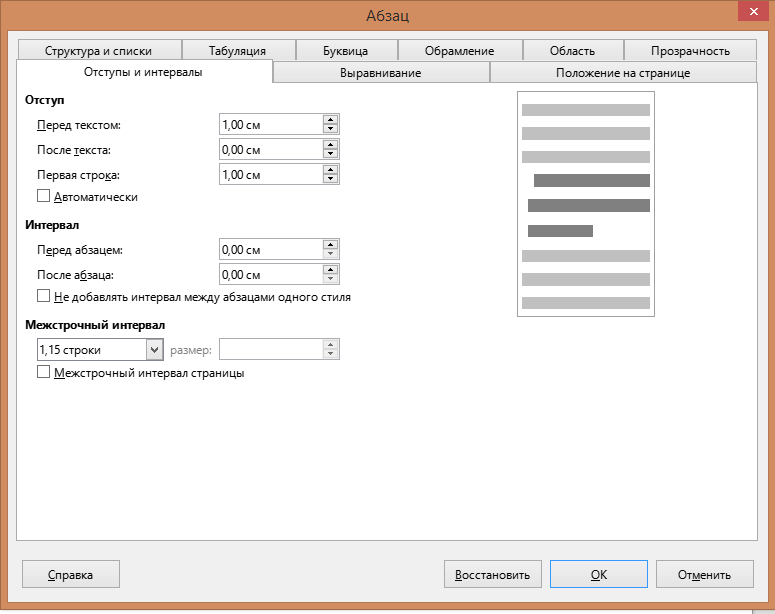 Абзац
Структура и списки Табуляция Буквица Обрамление Область Прозрачность
Отступы и интервалы Выравнивание Положение на странице
Отступ
Перед текстом: 1,00 см
После текста: 0,00 см
Первая строка: 1,00 см
Автоматически
Интервал
Перед абзацем: 0,00 см
После абзаца: 0,00 см
Не добавлять интервал между абзацами одного стиля
Межстрочный интервал
1,15 строки размер:
Межстрочный интервал страницы
Справка Восстановить ОК Отменить